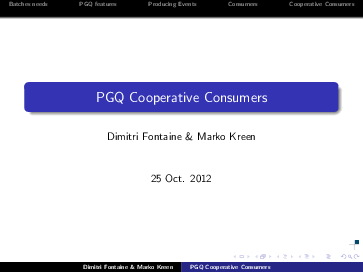 Batches needs PGQ features Producing Events Consumers Cooperative Consumers
PGQ Cooperative Consumers
Dimitri Fontaine & Marko Kreen
25 Oct. 2012
Dimitri Fontaine & Marko Kreen PGQ Cooperative Consumers